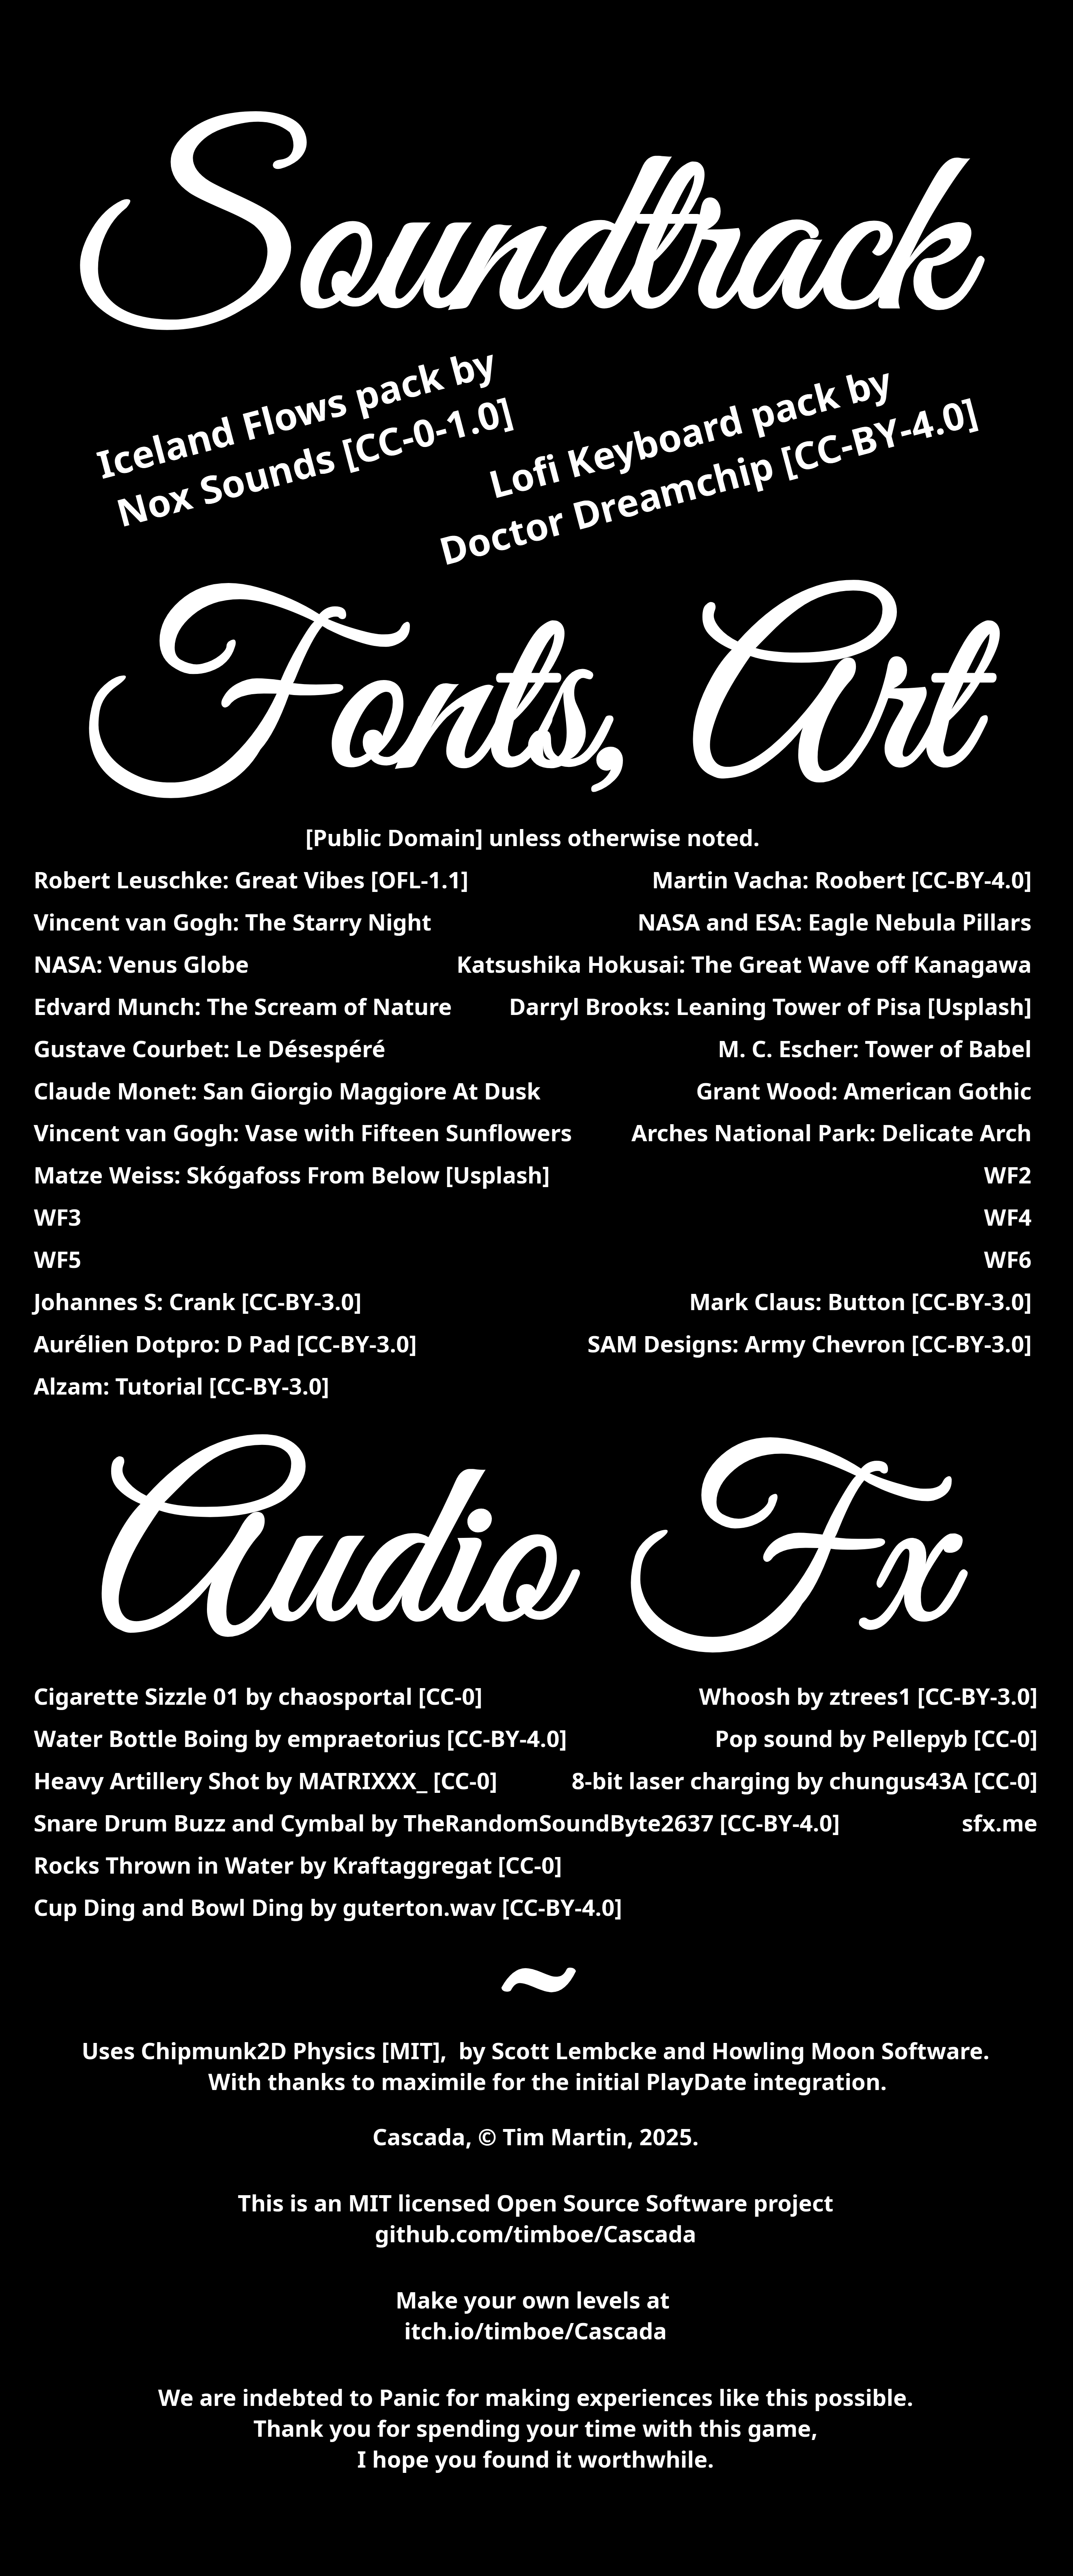 Soundtrack
Iceland Flows pack by
Nox Sounds [CC-0-1.0]
Lofi Keyboard pack by
Doctor Dreamchip [CC-BY-4.0]
Fonts, Art
[Public Domain] unless otherwise noted.
Robert Leuschke: Great Vibes [OFL-1.1] Martin Vacha: Roobert [CC-BY-4.0]
Vincent van Gogh: The Starry Night NASA and ESA: Eagle Nebula Pillars
NASA: Venus Globe Katsushika Hokusai: The Great Wave off Kanagawa
Edvard Munch: The Scream of Nature Darryl Brooks: Leaning Tower of Pisa [Usplash]
Gustave Courbet: Le Désespéré M. C. Escher: Tower of Babel
Claude Monet: San Giorgio Maggiore At Dusk Grant Wood: American Gothic
Vincent van Gogh: Vase with Fifteen Sunflowers Arches National Park: Delicate Arch
Matze Weiss: Skógafoss From Below [Usplash] WF2
WF3 WF4
WF5 WF6
Johannes S: Crank [CC-BY-3.0] Mark Claus: Button [CC-BY-3.0]
Aurélien Dotpro: D Pad [CC-BY-3.0] SAM Designs: Army Chevron [CC-BY-3.0]
Alzam: Tutorial [CC-BY-3.0]
Audio Fx
Cigarette Sizzle 01 by chaosportal [CC-0] Whoosh by ztrees1 [CC-BY-3.0]
Water Bottle Boing by empraetorius [CC-BY-4.0] Pop sound by Pellepyb [CC-0]
Heavy Artillery Shot by MATRIXXX_ [CC-0] 8-bit laser charging by chungus43A [CC-0]
Snare Drum Buzz and Cymbal by TheRandomSoundByte2637 [CC-BY-4.0] sfx.me
Rocks Thrown in Water by Kraftaggregat [CC-0]
Cup Ding and Bowl Ding by guterton.wav [CC-BY-4.0]
~
Uses Chipmunk2D Physics [MIT],  by Scott Lembcke and Howling Moon Software.
With thanks to maximile for the initial PlayDate integration.
Cascada, © Tim Martin, 2025.
This is an MIT licensed Open Source Software project
github.com/timboe/Cascada
Make your own levels at
itch.io/timboe/Cascada
We are indebted to Panic for making experiences like this possible.
Thank you for spending your time with this game,
I hope you found it worthwhile.